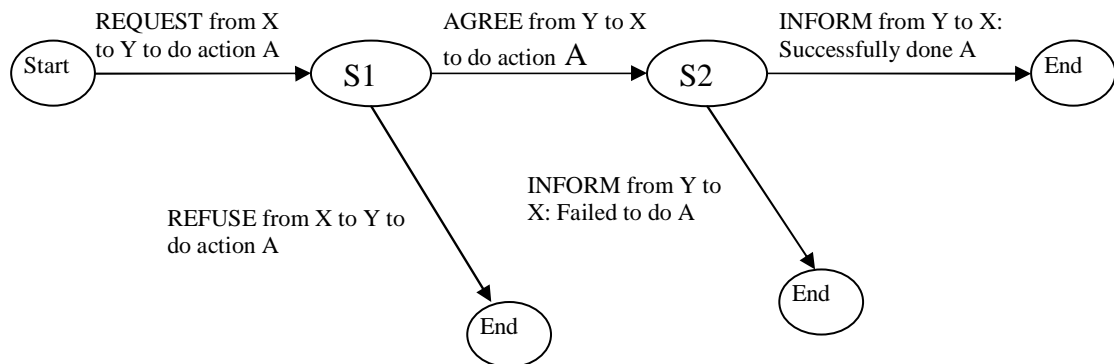 REQUEST from X
to Y to do action A
AGREE from Y to X
to do action A
INFORM from Y to X:
Successfully done A
Start
S1
S2
End
REFUSE from X to Y to
do action A
INFORM from Y to
X: Failed to do A
End
End